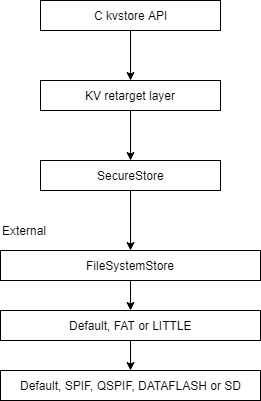 C kvstore API
KV retarget layer
SecureStore
External
FileSystemStore
Default, FAT or LITTLE
Default, SPIF, QSPIF, DATAFLASH or SD